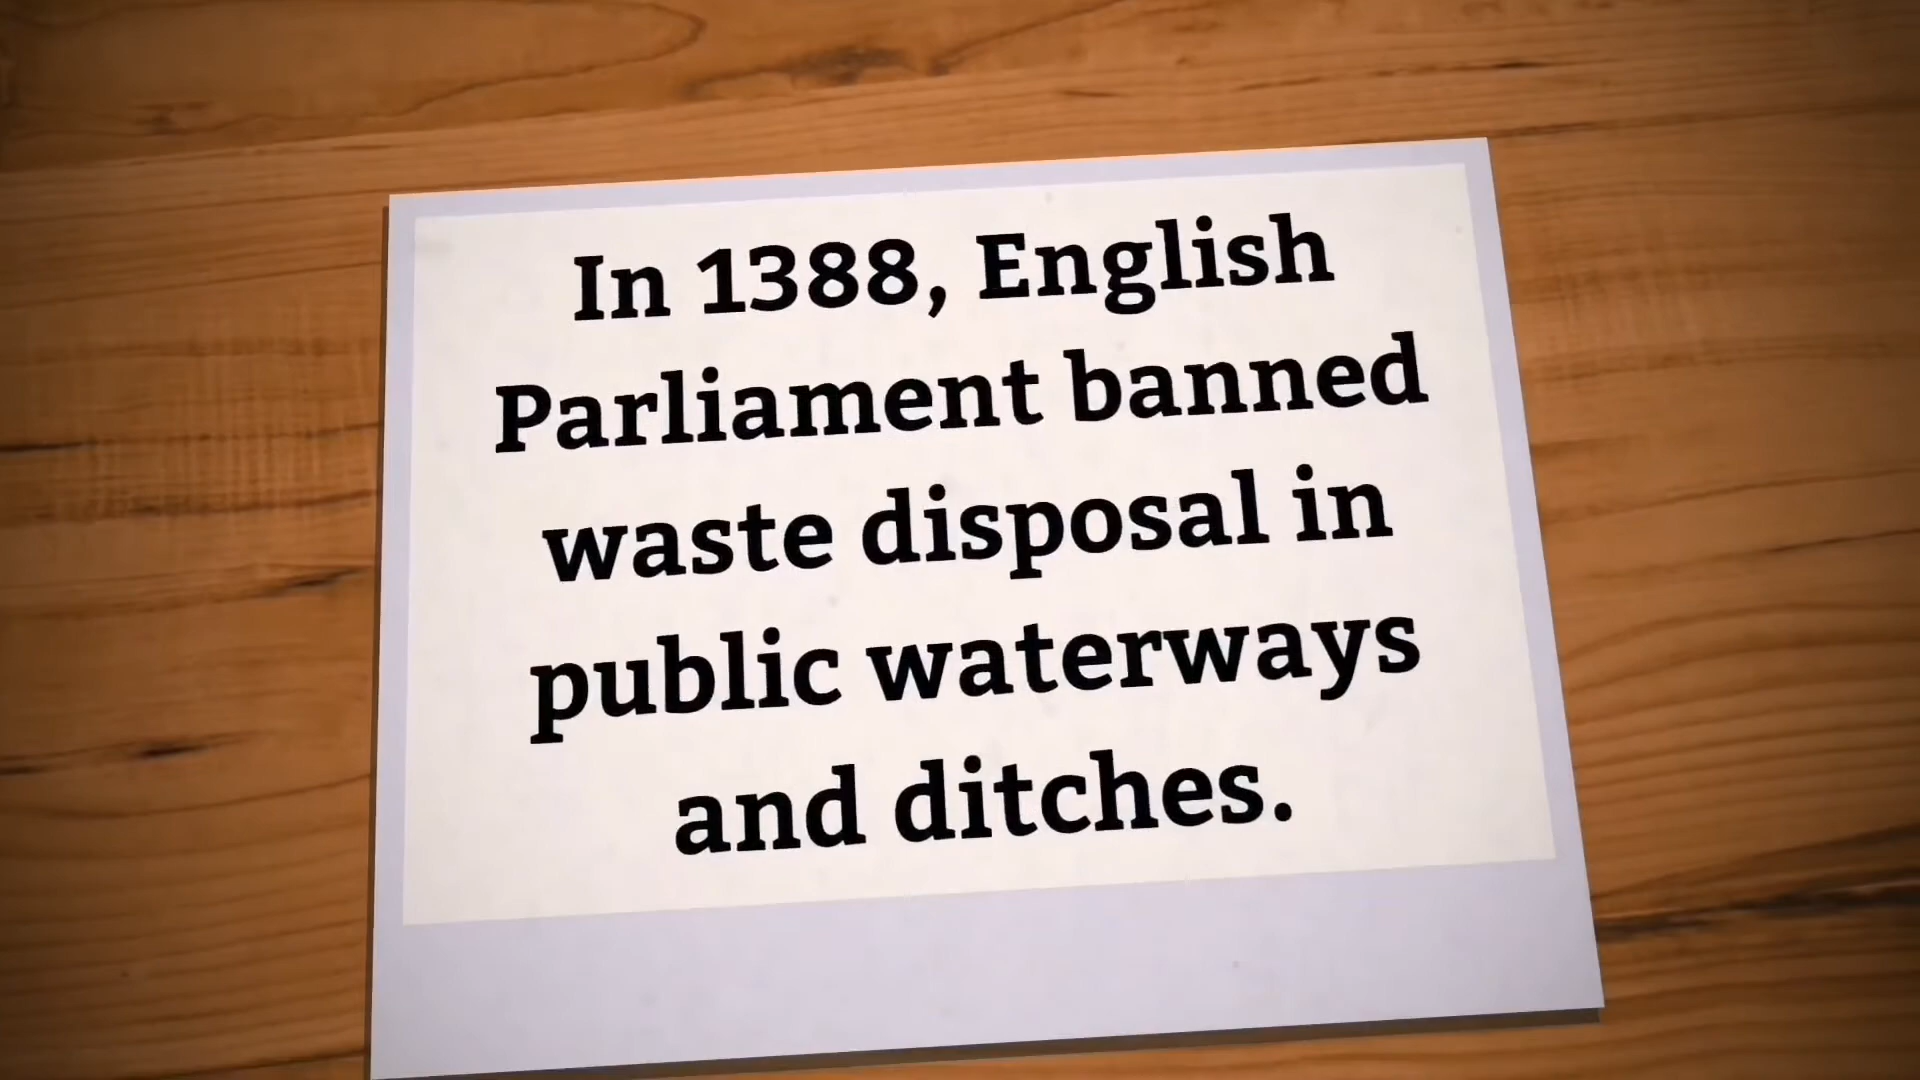 In 1388, English
Parliament banned
waste disposal in
public waterways
and ditches.